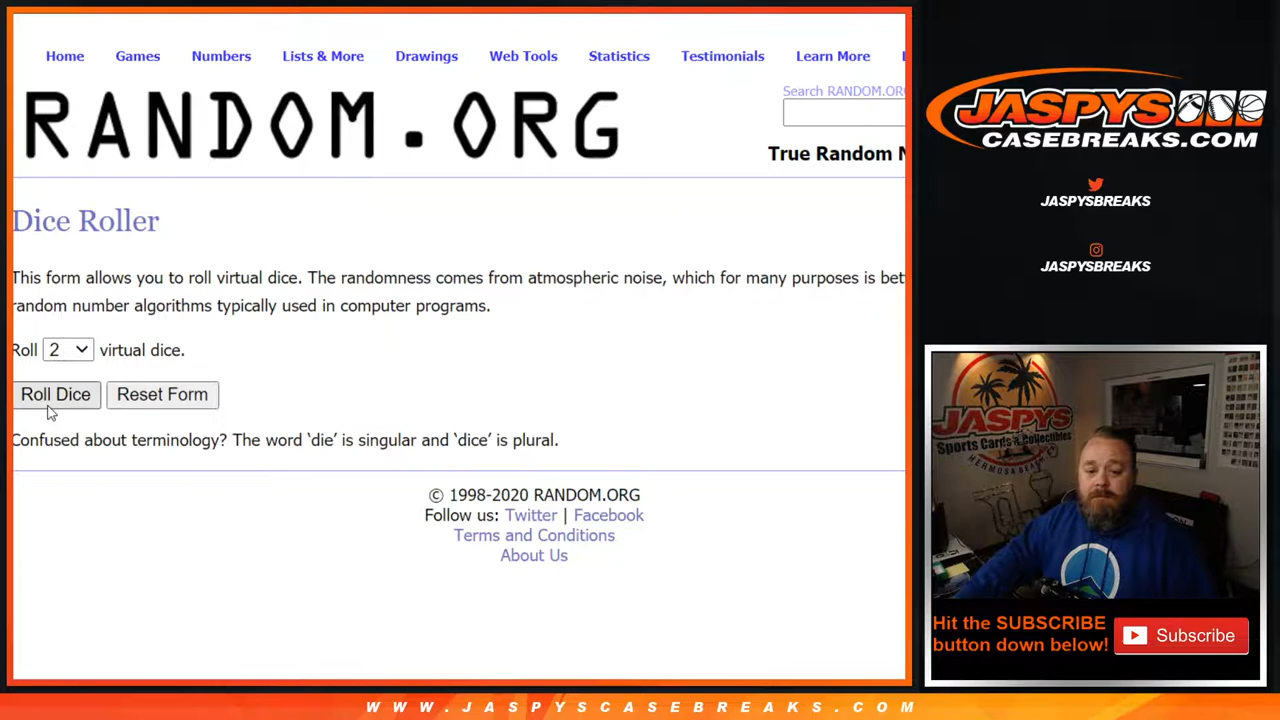 Home Games Numbers Lists & More Drawings Web Tools Statistics Testimonials Learn More
Search RANDOM.ORG
RANDOM.ORG
True Random N
Dice Roller
This form allows you to roll virtual dice. The randomness comes from atmospheric noise, which for many purposes is bet
random number algorithms typically used in computer programs.
Roll 2 virtual dice.
Roll Dice Reset Form
Confused about terminology? The word ‘die’ is singular and ‘dice’ is plural.
© 1998-2020 RANDOM.ORG
Follow us: Twitter | Facebook
Terms and Conditions
About Us
JASPYS
CASEBREAKS.COM
JASPYSBREAKS
JASPYSBREAKS
JASPYS
Sports Cards & Collectibles
HERMOSA BEACH
Hit the SUBSCRIBE
button down below!
Subscribe
WWW.JASPYSCASEBREAKS.COM